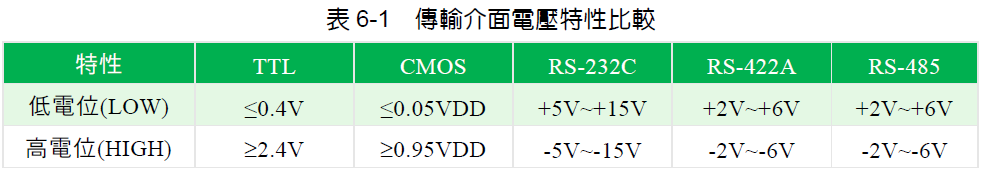 表 6-1 傳輸介面電壓特性比較
特性 TTL CMOS RS-232C RS-422A RS-485
低電位(LOW) ≤0.4V ≤0.05VDD +5V~+15V +2V~+6V +2V~+6V
高電位(HIGH) ≥2.4V ≥0.95VDD -5V~-15V -2V~-6V -2V~-6V